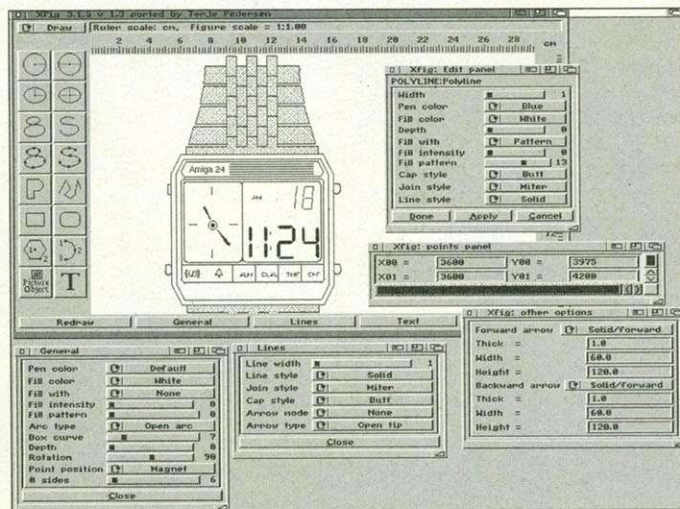 Xfig 3.1.3 v 1.3 ported by Terje Pedersen
Draw
Ruler scale: cm, Figure scale = 1:1.00
2 4 6 8 10 12 14 16 18 20 22 24 26 28 cm
Amiga 24
JAN
18
11:24
Picture Object
T
Redraw
General
Lines
Text
Xfig: Edit panel
POLYLINE:Polyline
Width 1
Pen color Blue
Fill color White
Depth 0
Fill with Pattern
Fill intensity 0
Fill pattern 13
Cap style Butt
Join style Miter
Line style Solid
Done Apply Cancel
Xfig: points panel
X00 = 3600 Y00 = 3975
X01 = 3600 Y01 = 4200
General
Pen color Default
Fill color White
Fill with None
Fill intensity 0
Fill pattern 0
Arc type Open arc
Box curve 7
Depth 0
Rotation 90
Point position Magnet
# sides 6
Close
Lines
Line width 1
Line style Solid
Join style Miter
Cap style Butt
Arrow mode None
Arrow type Open tip
Close
Xfig: other options
Forward arrow Solid/forward
Thick = 1.0
Width = 60.0
Height = 120.0
Backward arrow Solid/forward
Thick = 1.0
Width = 60.0
Height = 120.0